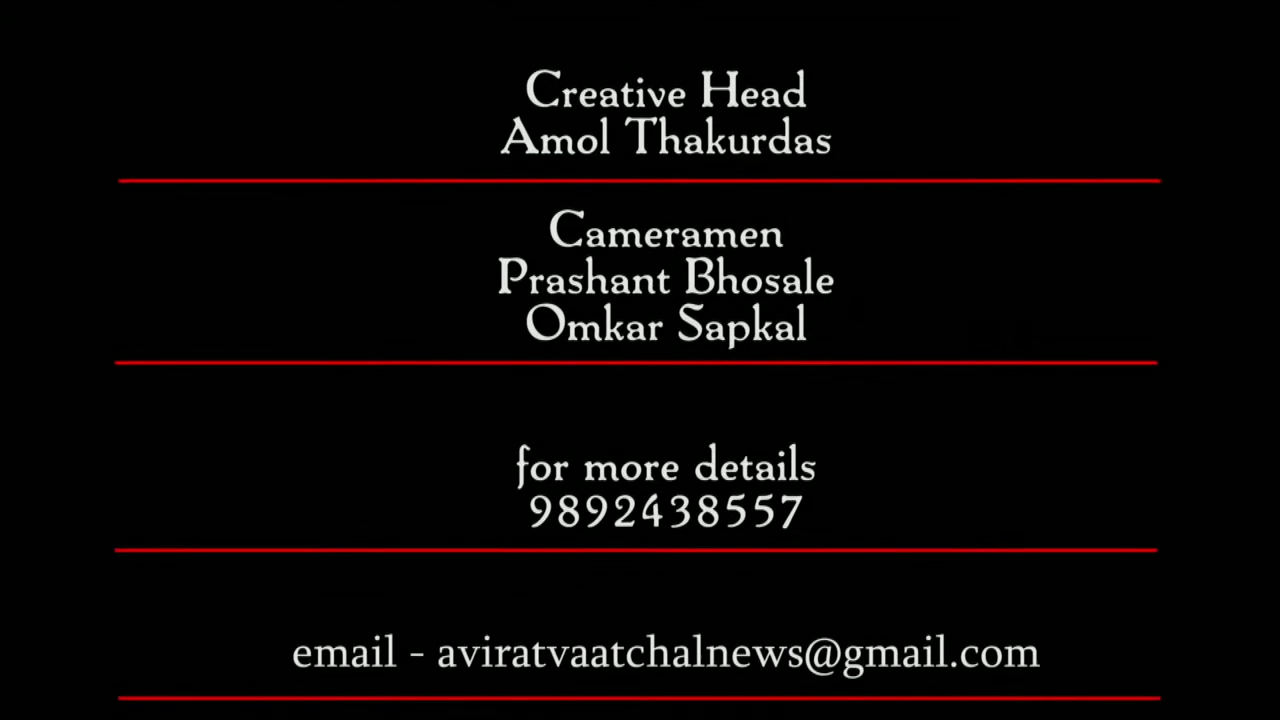 Creative Head
Amol Thakurdas
Cameramen
Prashant Bhosale
Omkar Sapkal
for more details
9892438557
email - aviratvaatchalnews@gmail.com